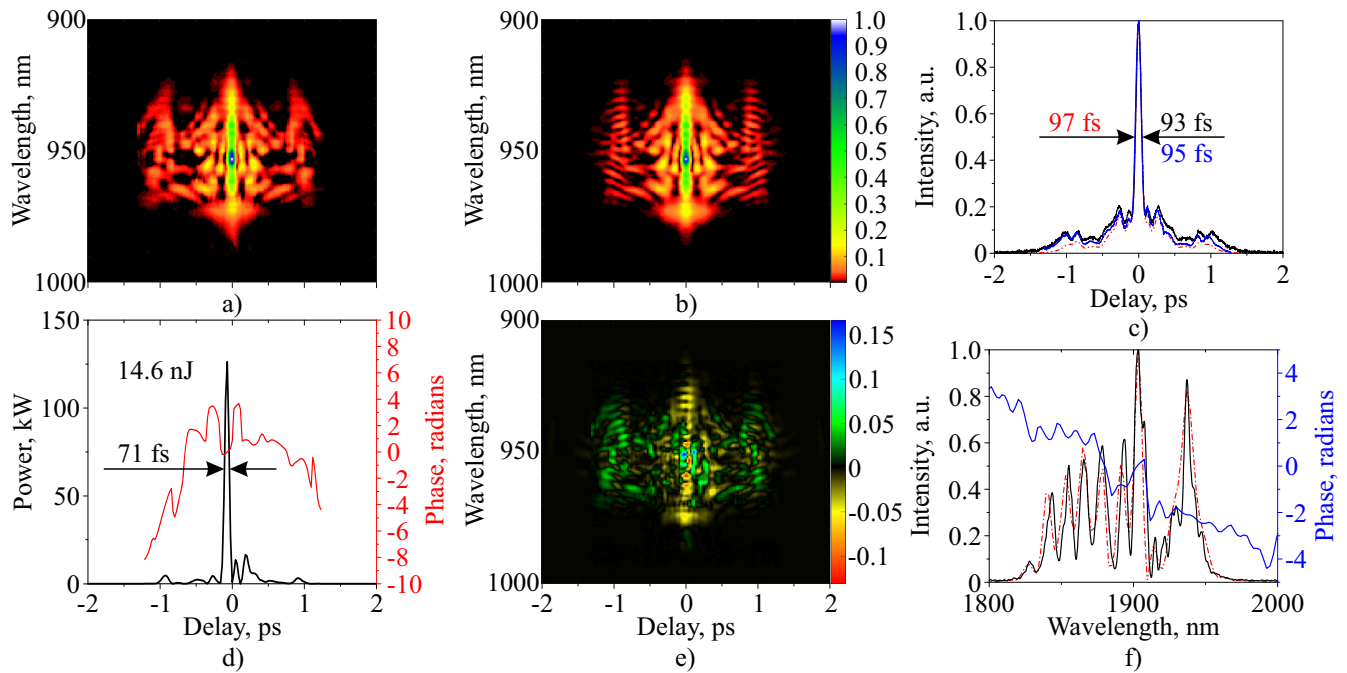 900
950
1000
Wavelength, nm
-2 -1 0 1 2
a)
900
950
1000
Wavelength, nm
1.0
0.9
0.8
0.7
0.6
0.5
0.4
0.3
0.2
0.1
0
b)
1.0
0.8
0.6
0.4
0.2
0
Intensity, a.u.
97 fs
93 fs
95 fs
-2 -1 0 1 2
Delay, ps
c)
150
100
50
0
Power, kW
14.6 nJ
71 fs
10
8
6
4
2
0
-2
-4
-6
-8
-10
Phase, radians
-2 -1 0 1 2
Delay, ps
d)
900
950
1000
Wavelength, nm
0.15
0.1
0.05
0
-0.05
-0.1
-2 -1 0 1 2
Delay, ps
e)
1.0
0.8
0.6
0.4
0.2
0
Intensity, a.u.
4
2
0
-2
-4
Phase, radians
1800 1900 2000
Wavelength, nm
f)